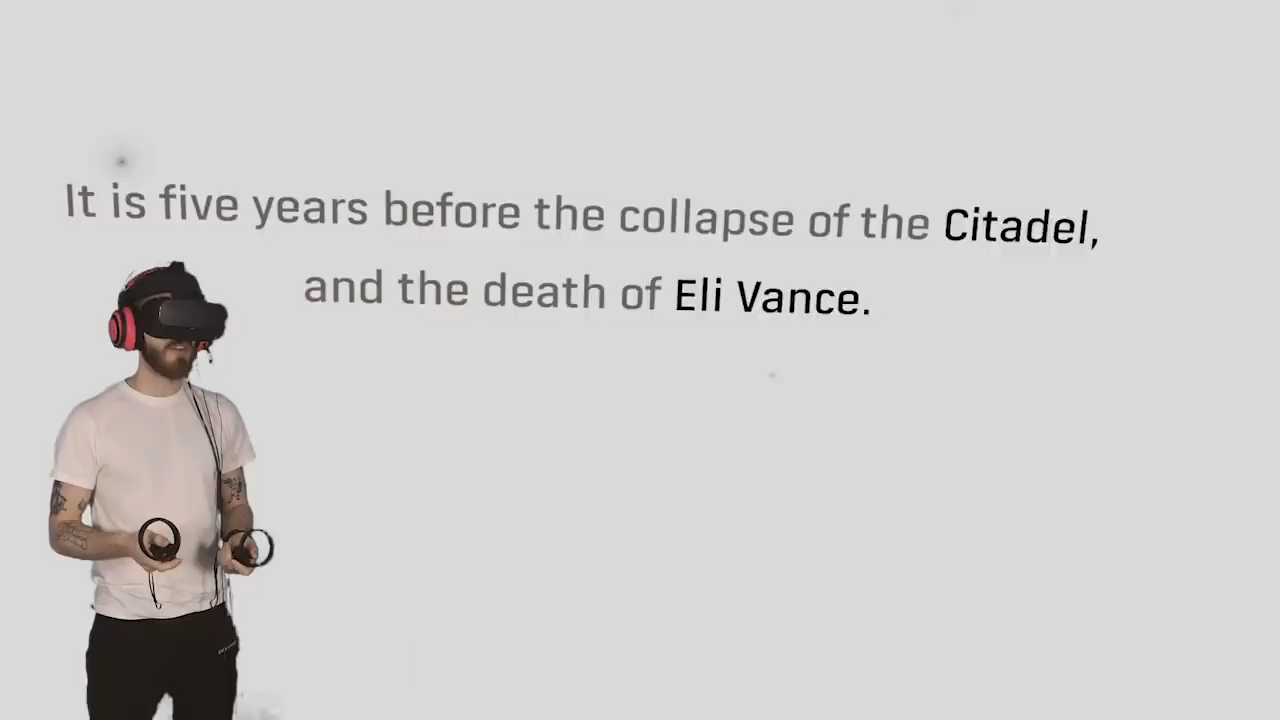 It is five years before the collapse of the Citadel,
and the death of Eli Vance.